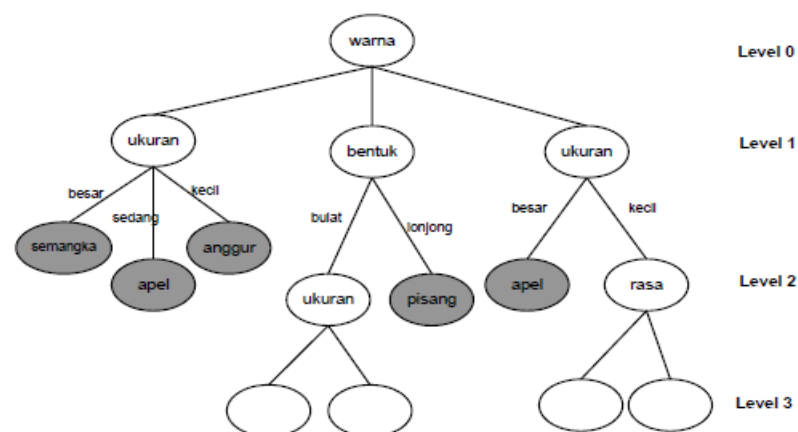 warna
Level 0
ukuran
bentuk
ukuran
Level 1
besar
sedang
kecil
bulat
lonjong
besar
kecil
semangka
apel
anggur
ukuran
pisang
apel
rasa
Level 2
Level 3